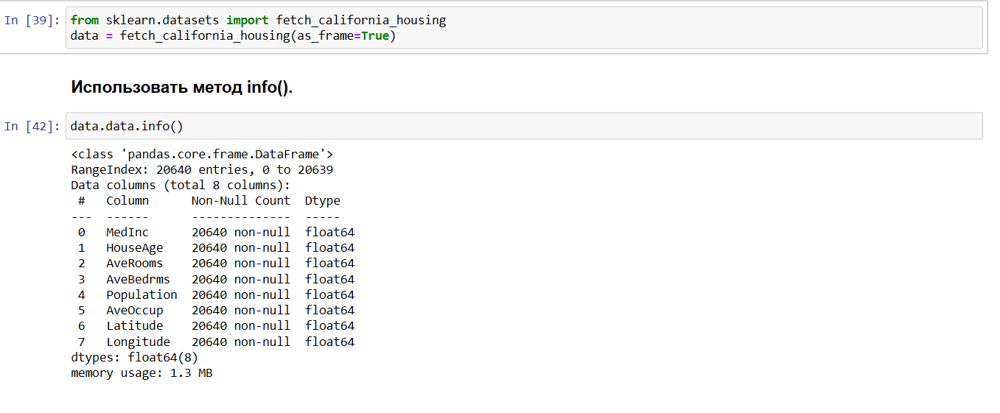 In [39]: from sklearn.datasets import fetch_california_housing
data = fetch_california_housing(as_frame=True)
Использовать метод info().
In [42]: data.data.info()
<class 'pandas.core.frame.DataFrame'>
RangeIndex: 20640 entries, 0 to 20639
Data columns (total 8 columns):
 #   Column      Non-Null Count  Dtype
---  ------      --------------  -----
 0   MedInc      20640 non-null  float64
 1   HouseAge    20640 non-null  float64
 2   AveRooms    20640 non-null  float64
 3   AveBedrms   20640 non-null  float64
 4   Population  20640 non-null  float64
 5   AveOccup    20640 non-null  float64
 6   Latitude    20640 non-null  float64
 7   Longitude   20640 non-null  float64
dtypes: float64(8)
memory usage: 1.3 MB